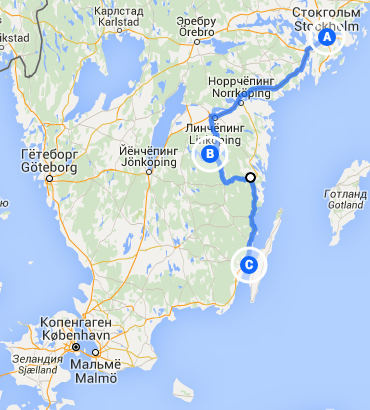 Стокгольм
Stockholm
A
Карлстад
Karlstad
Эребру
Örebro
kstad
Норрчёпинг
Norrköping
Линчёпинг
Linköping
B
Йёнчёпинг
Jönköping
Гётеборг
Göteborg
Готланд
Gotland
ю
C
Копенгаген
København
Зеландия
Sjælland
Мальмё
Malmö